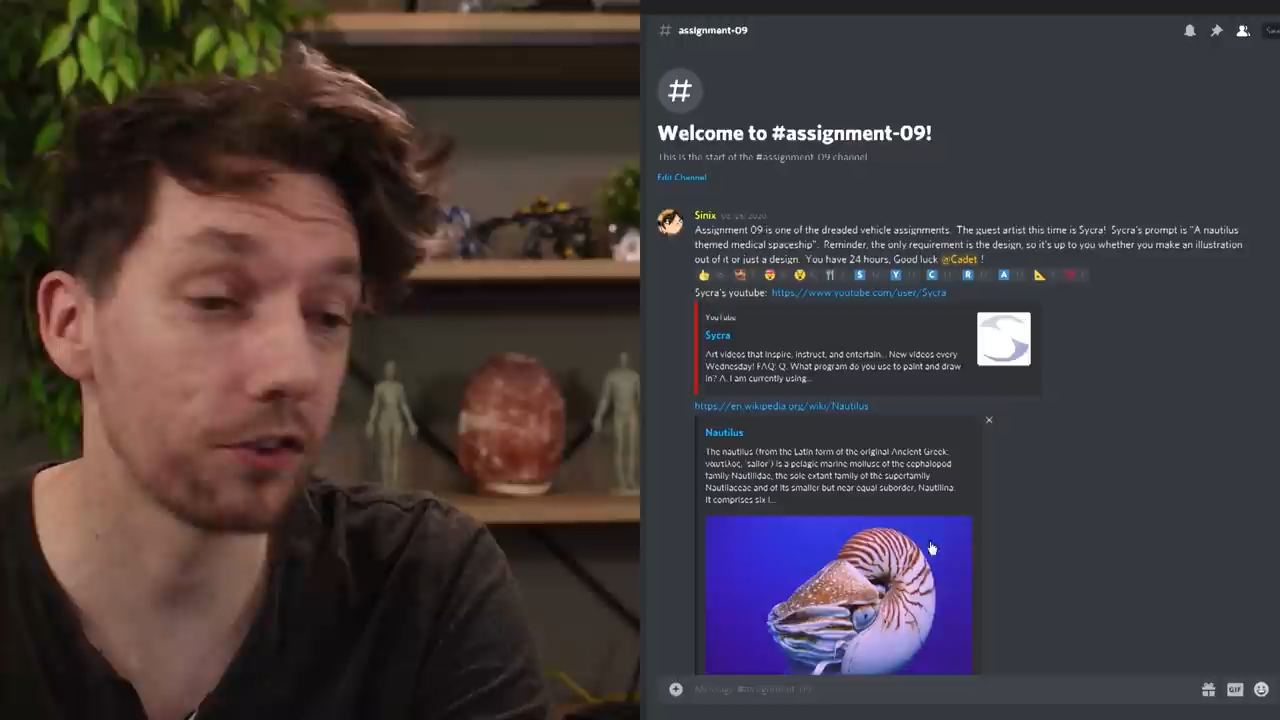 # assignment-09
#
Welcome to #assignment-09!
This is the start of the #assignment-09 channel
Edit Channel
Sinix
Assignment 09 is one of the dreaded vehicle assignments. The guest artist this time is Sycra! Sycra's prompt is "A nautilus
themed medical spaceship". Reminder, the only requirement is the design, so it's up to you whether you make an illustration
out of it or just a design. You have 24 hours, Good luck @Cadet !
S Y C R A
Sycra's youtube: https://www.youtube.com/user/Sycra
YouTube
Sycra
Art videos that inspire, instruct, and entertain... New videos every
Wednesday! FAQ: Q. What program do you use to paint and draw
in? A. I am currently using...
https://en.wikipedia.org/wiki/Nautilus
Nautilus
The nautilus (from the Latin form of the original Ancient Greek:
ναυτίλος, 'sailor') is a pelagic marine mollusc of the cephalopod
family Nautilidae, the sole extant family of the superfamily
Nautilaceae and of its smaller but near equal suborder, Nautilina.
It comprises six l...
Message #assignment-09
GIF